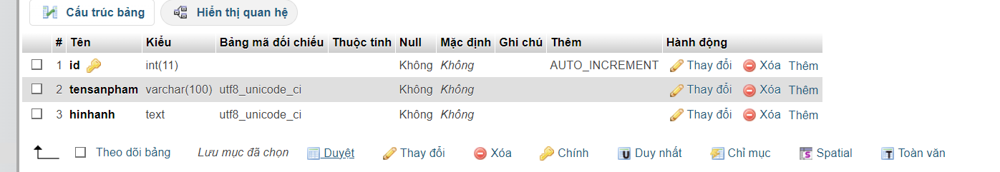 Cấu trúc bảng Hiển thị quan hệ
# Tên Kiểu Bảng mã đối chiếu Thuộc tính Null Mặc định Ghi chú Thêm Hành động
1 id int(11) Không Không AUTO_INCREMENT Thay đổi Xóa Thêm
2 tensanpham varchar(100) utf8_unicode_ci Không Không Thay đổi Xóa Thêm
3 hinhanh text utf8_unicode_ci Không Không Thay đổi Xóa Thêm
Theo dõi bảng Lưu mục đã chọn Duyệt Thay đổi Xóa Chính U Duy nhất Chỉ mục S Spatial T Toàn văn